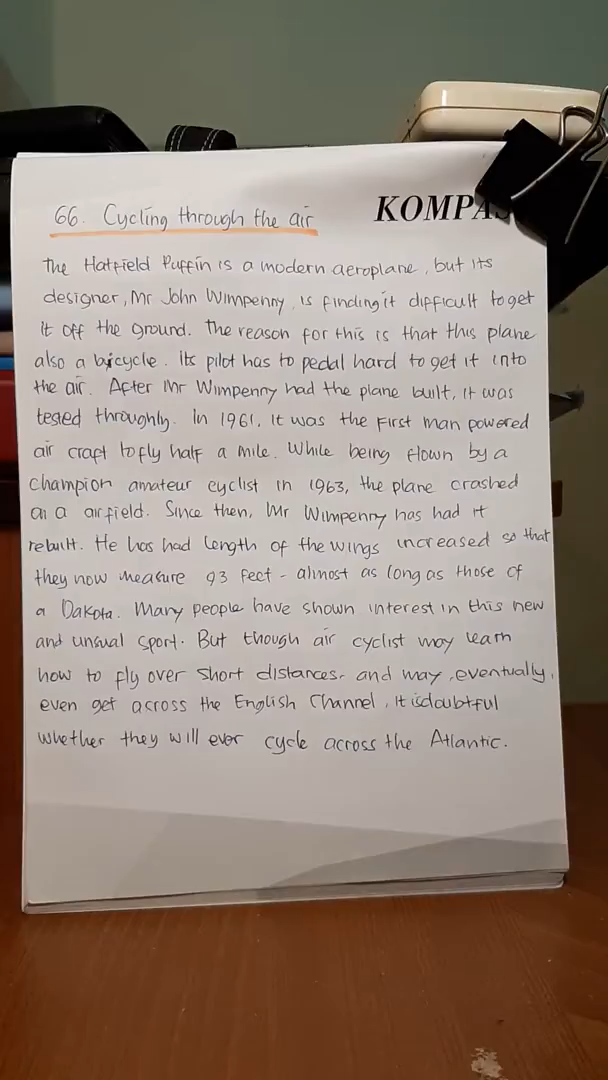 66. Cycling through the air
KOMPAS
The Hatfield Puffin is a modern aeroplane, but its
designer, Mr John Wimpenny, is finding it difficult to get
it off the ground. The reason for this is that this plane
also a bicycle. Its pilot has to pedal hard to get it into
the air. After Mr Wimpenny had the plane built, it was
tested throughly. In 1961, it was the first man powered
air craft to fly half a mile. While being flown by a
champion amateur cyclist in 1963, the plane crashed
on a airfield. Since then, Mr Wimpenny has had it
rebuilt. He has had length of the wings increased so that
they now measure 93 feet - almost as long as those of
a Dakota. Many people have shown interest in this new
and unsual sport. But though air cyclist may learn
how to fly over short distances, and may, eventually,
even get across the English Channel, it is doubtful
whether they will ever cycle across the Atlantic.